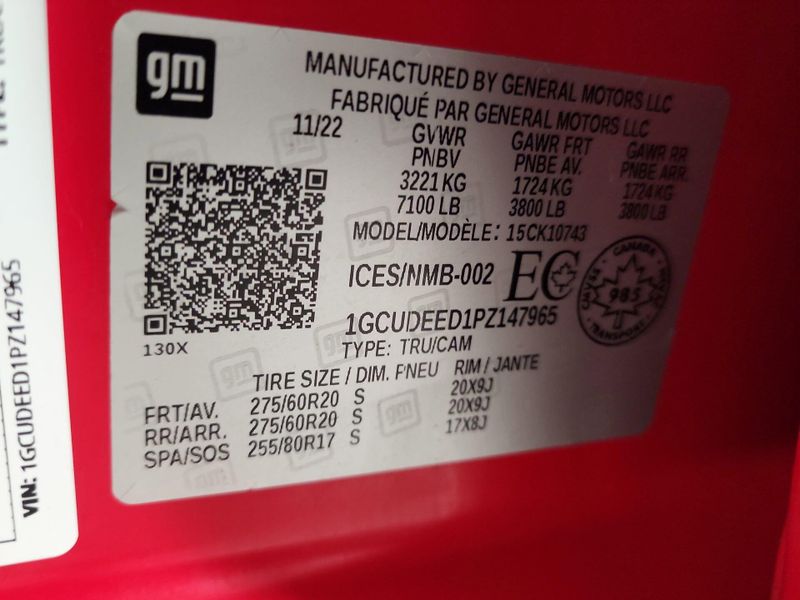 gm
MANUFACTURED BY GENERAL MOTORS LLC
FABRIQUÉ PAR GENERAL MOTORS LLC
11/22 GVWR GAWR FRT GAWR RR
PNBV PNBE AV. PNBE ARR.
3221 KG 1724 KG 1724 KG
7100 LB 3800 LB 3800 LB
MODEL/MODÈLE: 15CK10743
ICES/NMB-002 EC
CANADA
985
TRANSPORT
1GCUDEED1PZ147965
130X
TYPE: TRU/CAM
TIRE SIZE / DIM. PNEU RIM / JANTE
FRT/AV. 275/60R20 S 20X9J
RR/ARR. 275/60R20 S 20X9J
SPA/SOS 255/80R17 S 17X8J
VIN: 1GCUDEED1PZ147965